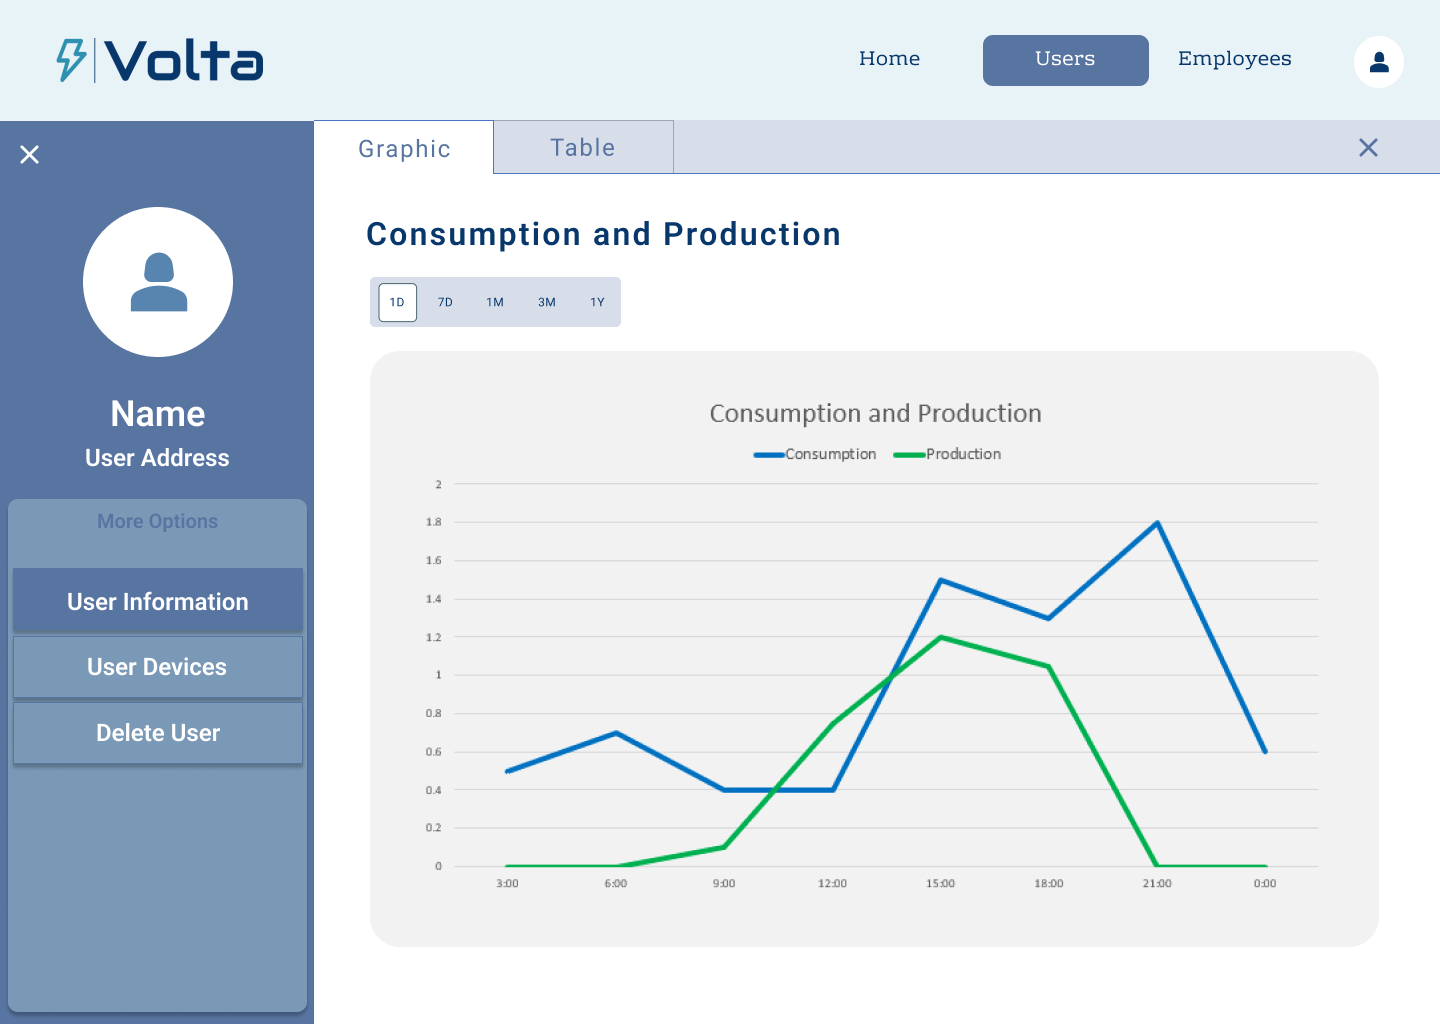 Volta
Home Users Employees
Graphic Table
Name
User Address
More Options
User Information
User Devices
Delete User
Consumption and Production
1D 7D 1M 3M 1Y
Consumption and Production
Consumption Production
2
1.8
1.6
1.4
1.2
1
0.8
0.6
0.4
0.2
0
3:00 6:00 9:00 12:00 15:00 18:00 21:00 0:00